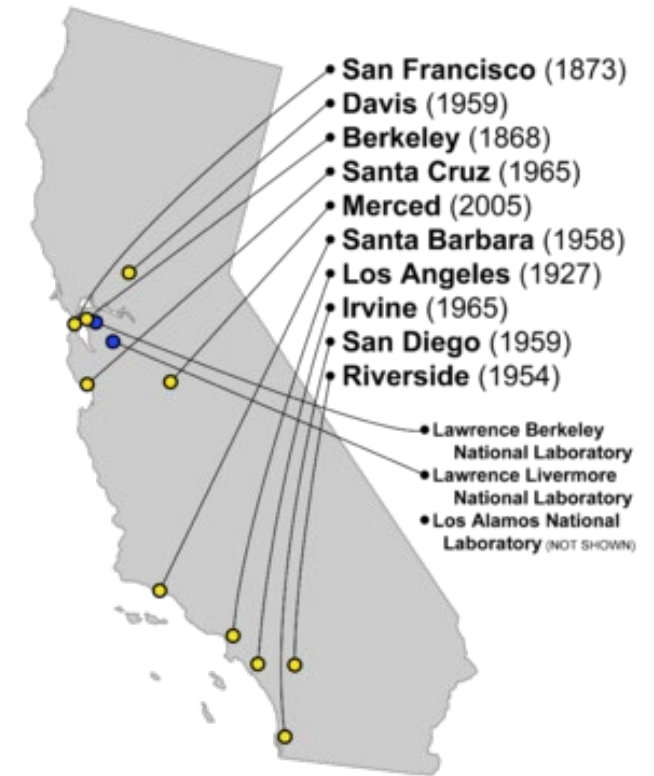 San Francisco (1873)
Davis (1959)
Berkeley (1868)
Santa Cruz (1965)
Merced (2005)
Santa Barbara (1958)
Los Angeles (1927)
Irvine (1965)
San Diego (1959)
Riverside (1954)
Lawrence Berkeley
National Laboratory
Lawrence Livermore
National Laboratory
Los Alamos National
Laboratory (NOT SHOWN)